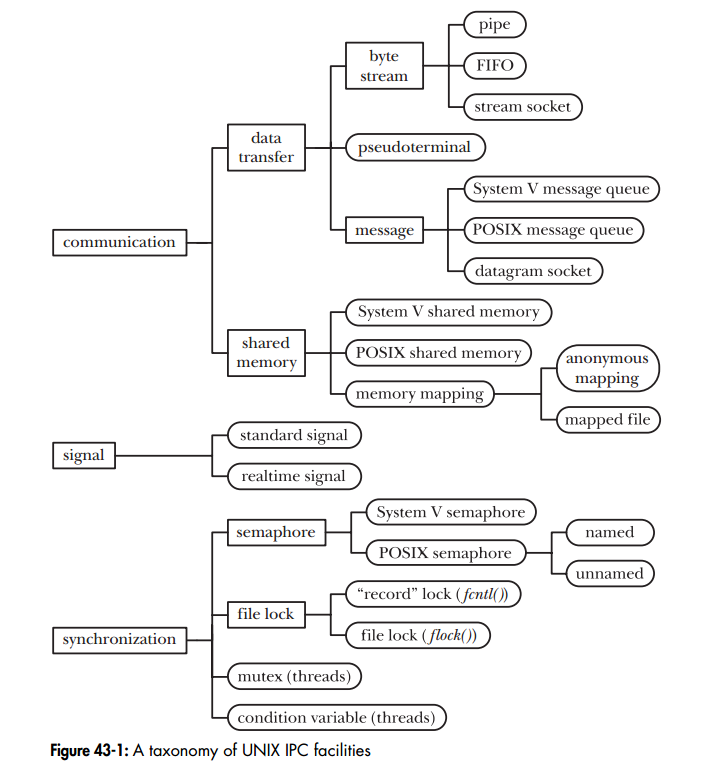 pipe
byte
stream
FIFO
stream socket
data
transfer
pseudoterminal
System V message queue
message
POSIX message queue
communication
datagram socket
System V shared memory
shared
memory
POSIX shared memory
anonymous
mapping
memory mapping
mapped file
standard signal
signal
realtime signal
System V semaphore
semaphore
named
POSIX semaphore
unnamed
“record” lock (fcntl())
file lock
file lock (flock())
synchronization
mutex (threads)
condition variable (threads)
Figure 43-1: A taxonomy of UNIX IPC facilities